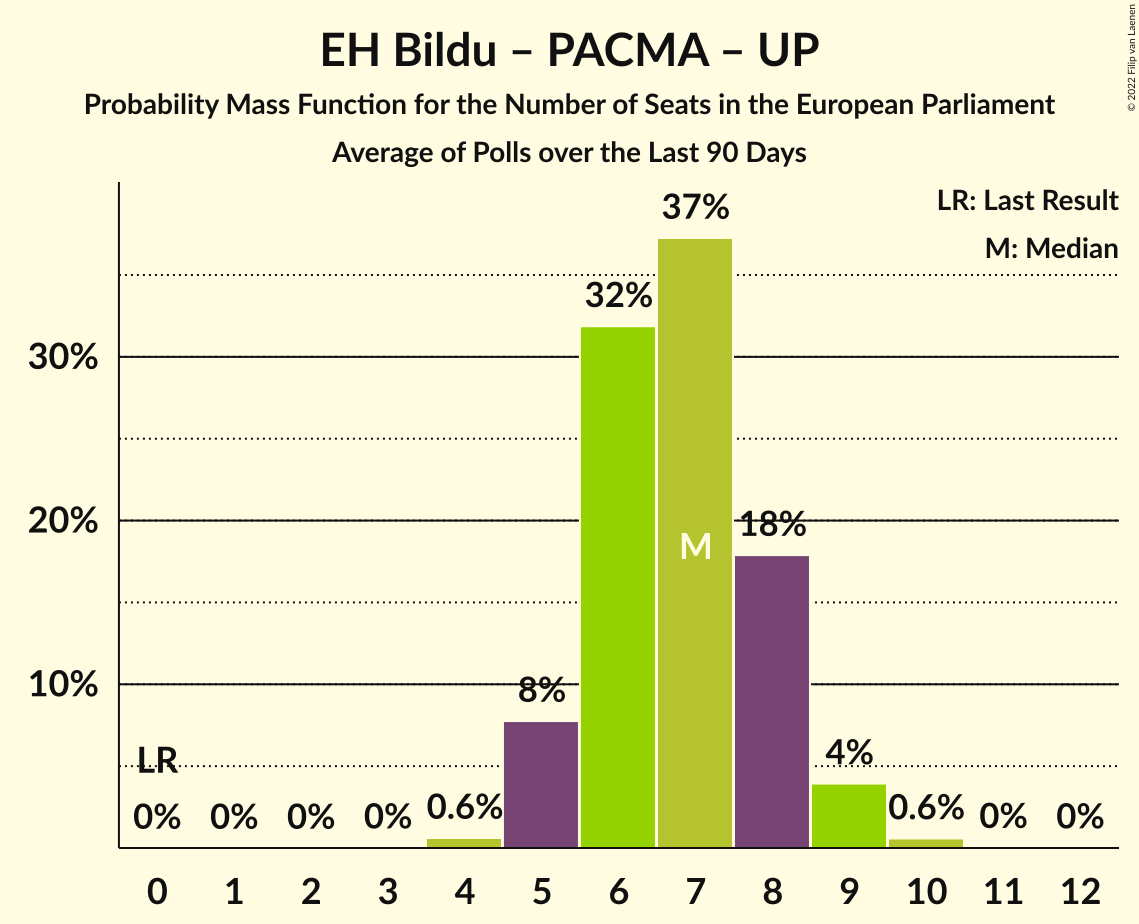 EH Bildu – PACMA – UP
Probability Mass Function for the Number of Seats in the European Parliament
Average of Polls over the Last 90 Days
© 2022 Filip van Laenen
LR: Last Result
M: Median
37%
32%
30%
20%
18%
M
10%
8%
LR
4%
0% 0% 0% 0% 0.6% 0.6% 0% 0%
0 1 2 3 4 5 6 7 8 9 10 11 12